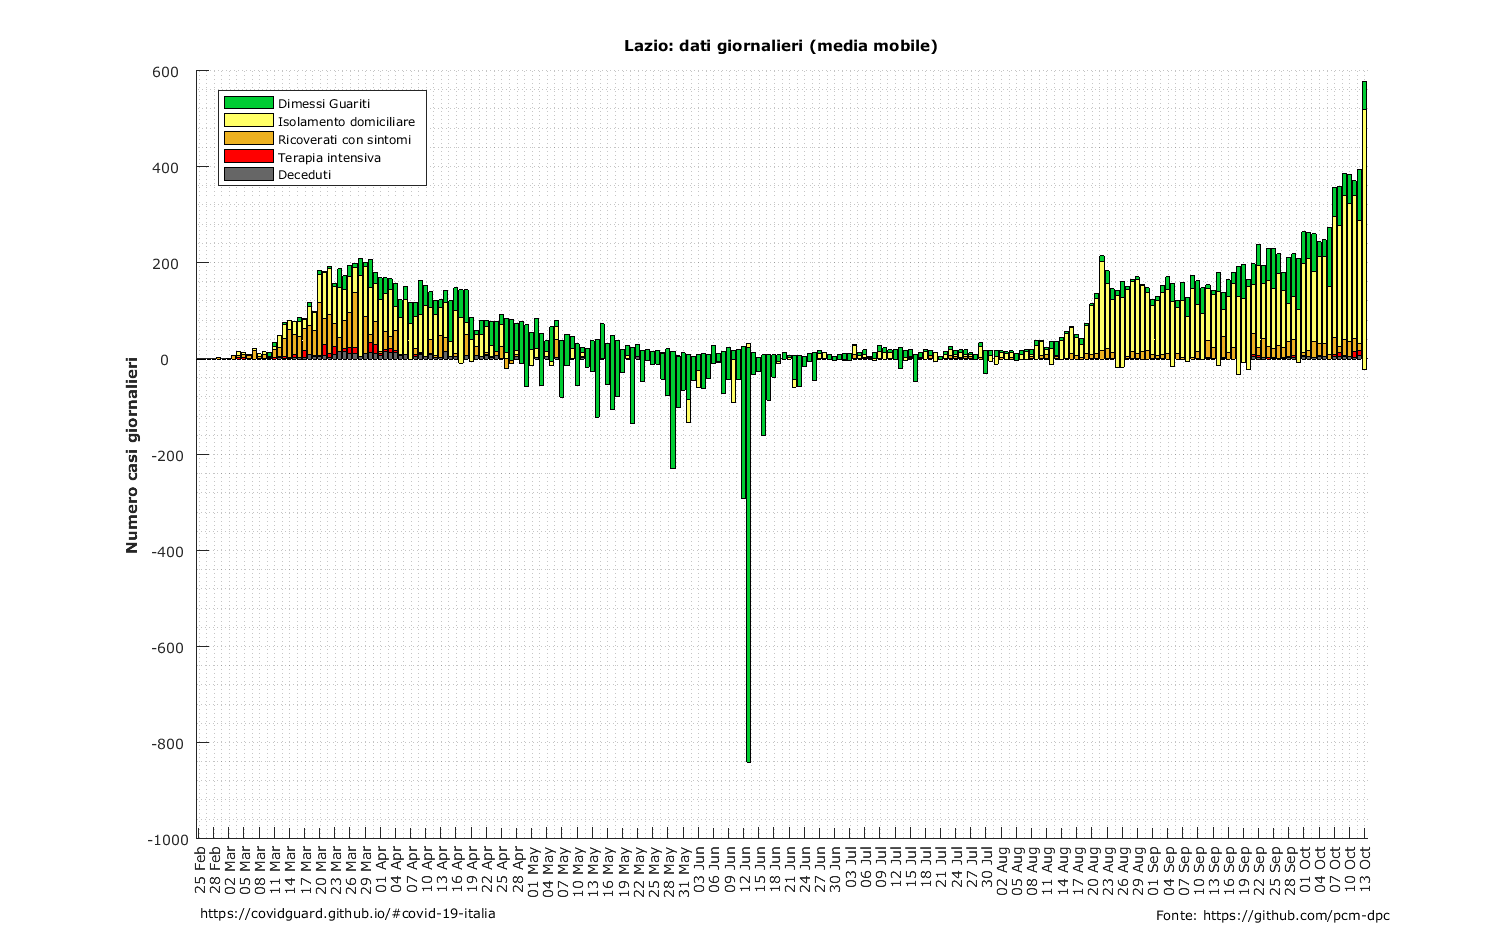 Lazio: dati giornalieri (media mobile)
600
400
200
0
-200
-400
-600
-800
-1000
Numero casi giornalieri
Dimessi Guariti
Isolamento domiciliare
Ricoverati con sintomi
Terapia intensiva
Deceduti
25 Feb
28 Feb
02 Mar
05 Mar
08 Mar
11 Mar
14 Mar
17 Mar
20 Mar
23 Mar
26 Mar
29 Mar
01 Apr
04 Apr
07 Apr
10 Apr
13 Apr
16 Apr
19 Apr
22 Apr
25 Apr
28 Apr
01 May
04 May
07 May
10 May
13 May
16 May
19 May
22 May
25 May
28 May
31 May
03 Jun
06 Jun
09 Jun
12 Jun
15 Jun
18 Jun
21 Jun
24 Jun
27 Jun
30 Jun
03 Jul
06 Jul
09 Jul
12 Jul
15 Jul
18 Jul
21 Jul
24 Jul
27 Jul
30 Jul
02 Aug
05 Aug
08 Aug
11 Aug
14 Aug
17 Aug
20 Aug
23 Aug
26 Aug
29 Aug
01 Sep
04 Sep
07 Sep
10 Sep
13 Sep
16 Sep
19 Sep
22 Sep
25 Sep
28 Sep
01 Oct
04 Oct
07 Oct
10 Oct
13 Oct
https://covidguard.github.io/#covid-19-italia
Fonte: https://github.com/pcm-dpc